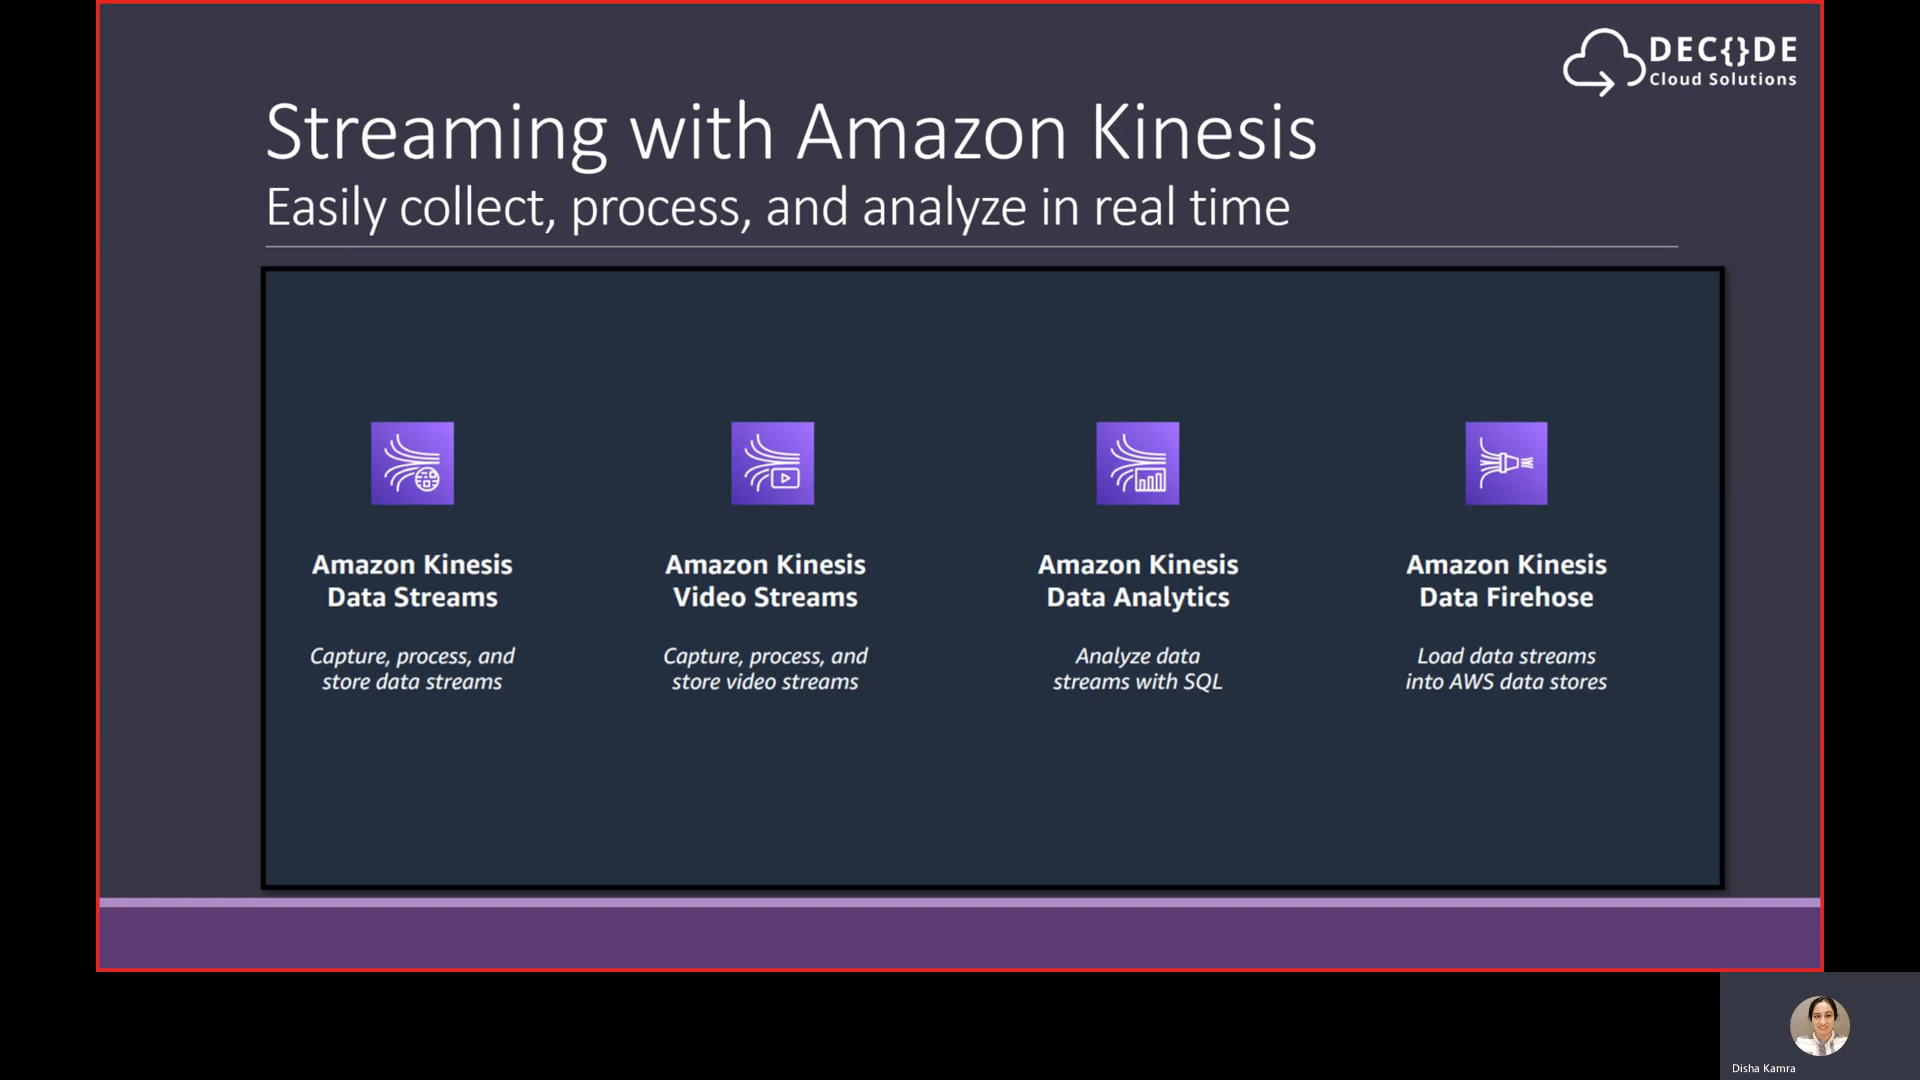 DEC{}DE
Cloud Solutions
Streaming with Amazon Kinesis
Easily collect, process, and analyze in real time
Amazon Kinesis
Data Streams
Capture, process, and
store data streams
Amazon Kinesis
Video Streams
Capture, process, and
store video streams
Amazon Kinesis
Data Analytics
Analyze data
streams with SQL
Amazon Kinesis
Data Firehose
Load data streams
into AWS data stores
Disha Kamra